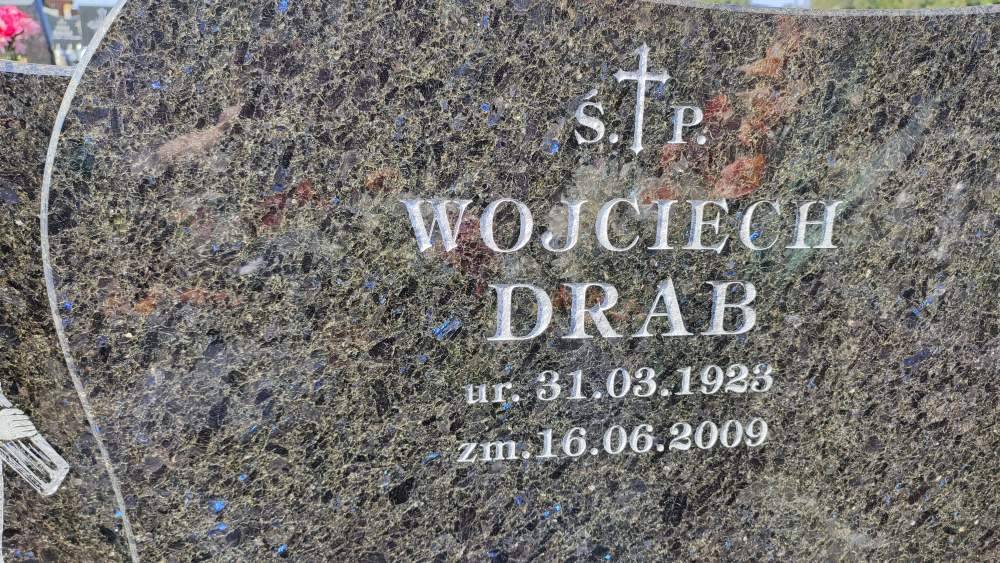 Ś. P.
WOJCIECH
DRAB
ur. 31.03.1923
zm.16.06.2009